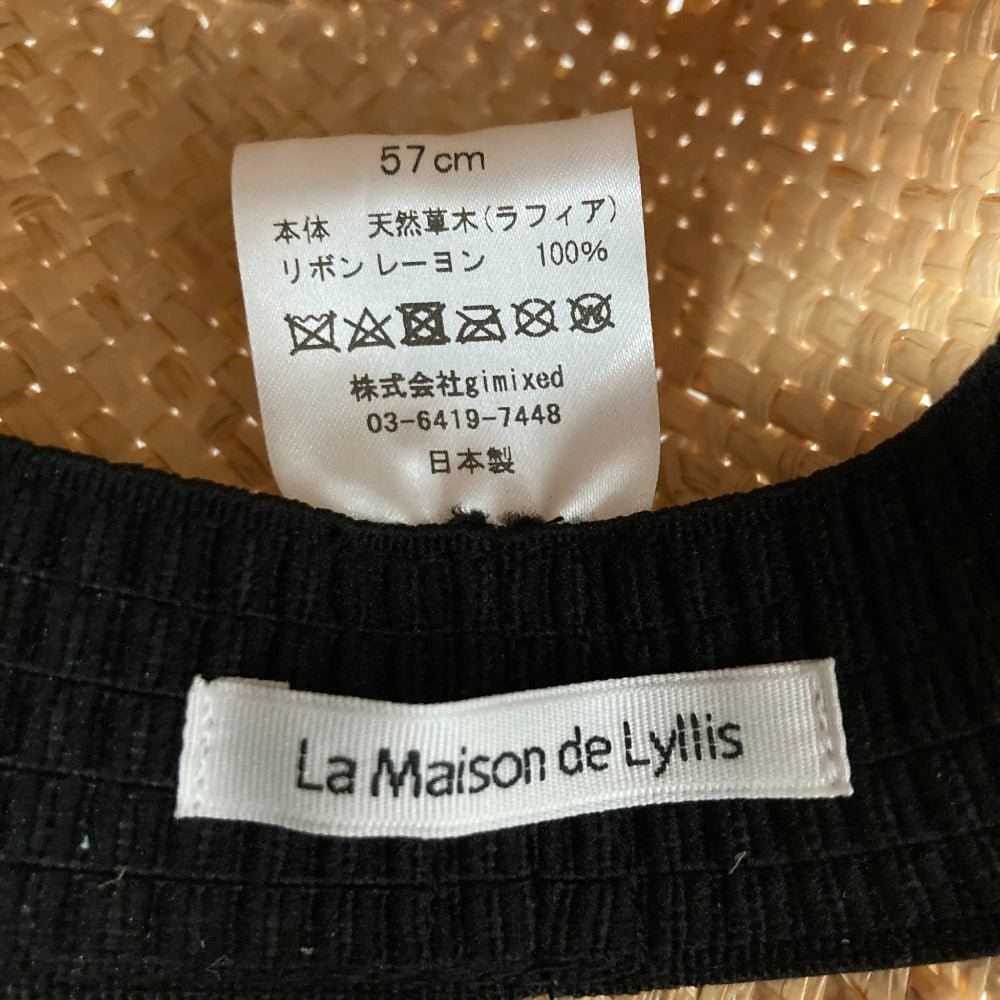 57cm
本体 天然草木(ラフィア)
リボン レーヨン 100%
株式会社gimixed
03-6419-7448
日本製
La Maison de Lyllis